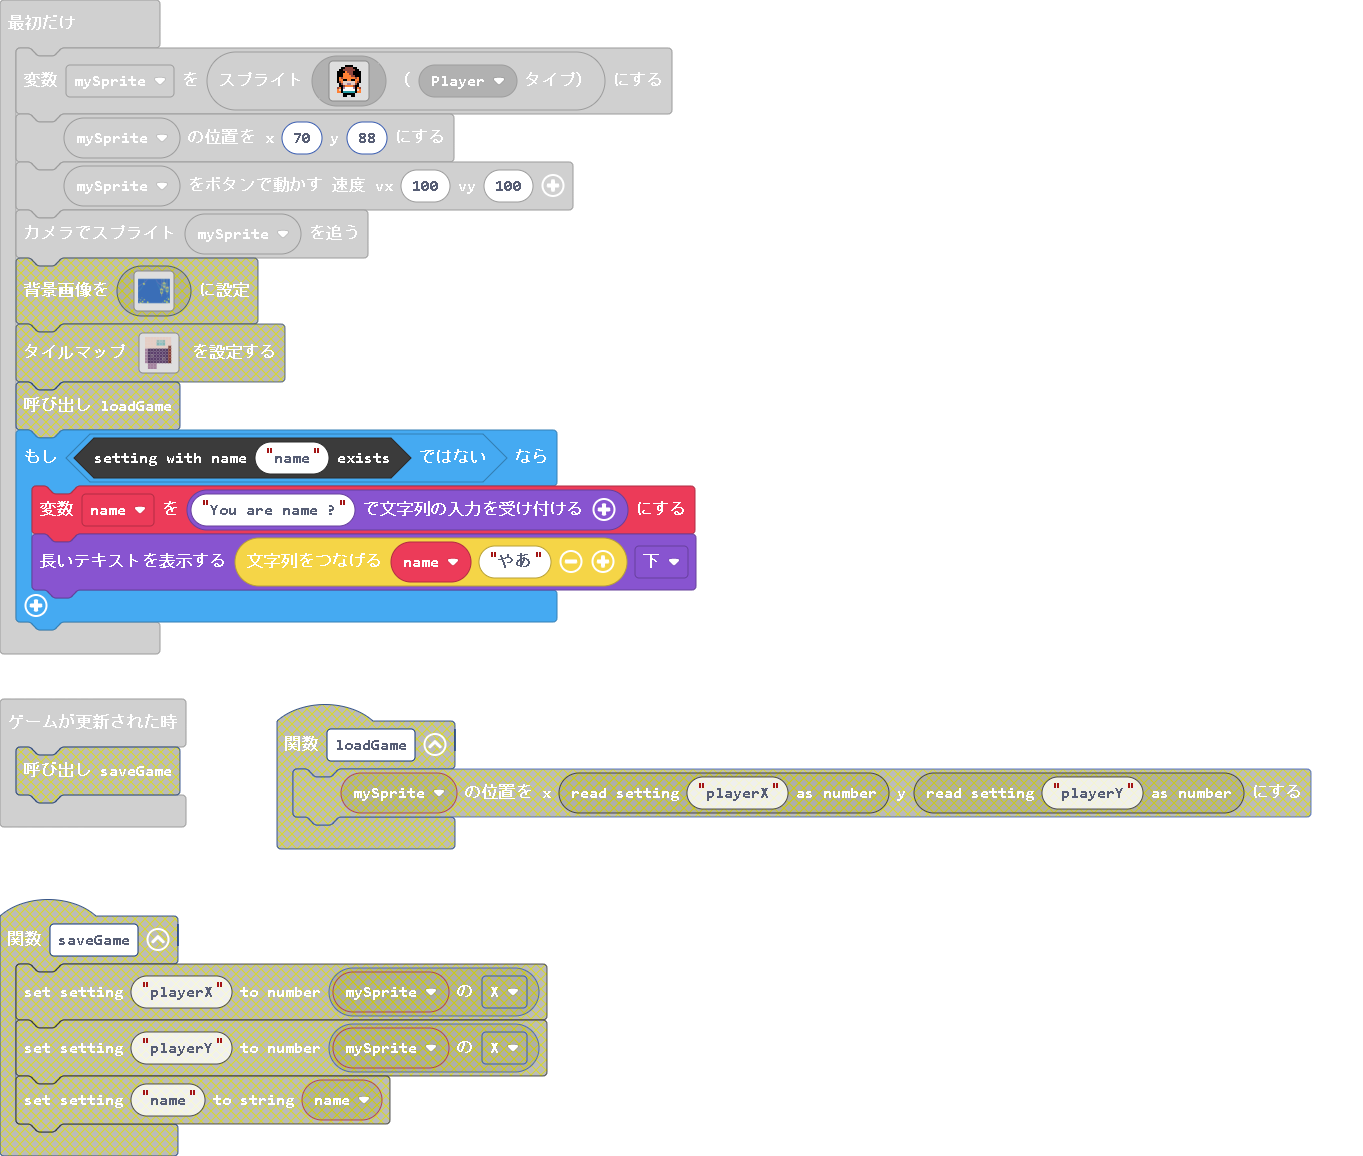 最初だけ
変数 mySprite を スプライト ( Player タイプ) にする
mySprite の位置を x 70 y 88 にする
mySprite をボタンで動かす 速度 vx 100 vy 100
カメラでスプライト mySprite を追う
背景画像を に設定
タイルマップ を設定する
呼び出し loadGame
もし setting with name "name" exists ではない なら
変数 name を "You are name ?" で文字列の入力を受け付ける にする
長いテキストを表示する 文字列をつなげる name "やあ" 下
ゲームが更新された時
呼び出し saveGame
関数 loadGame
mySprite の位置を x read setting "playerX" as number y read setting "playerY" as number にする
関数 saveGame
set setting "playerX" to number mySprite の X
set setting "playerY" to number mySprite の X
set setting "name" to string name